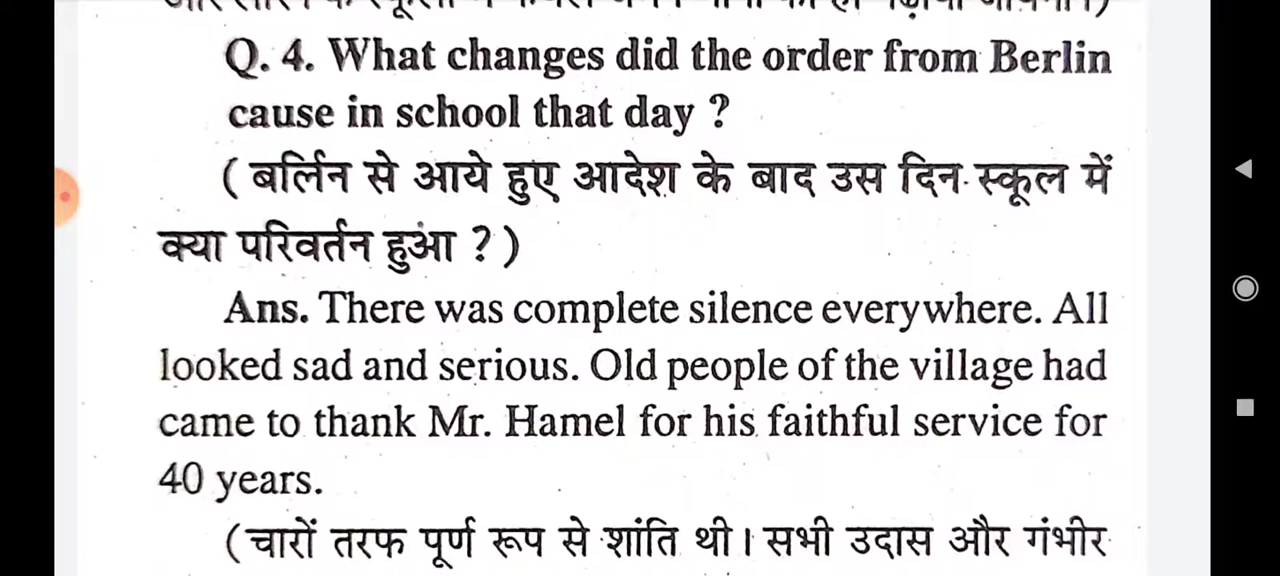 Q. 4. What changes did the order from Berlin
cause in school that day ?
( बर्लिन से आये हुए आदेश के बाद उस दिन स्कूल में
क्या परिवर्तन हुआ ? )
Ans. There was complete silence everywhere. All
looked sad and serious. Old people of the village had
came to thank Mr. Hamel for his faithful service for
40 years.
(चारों तरफ पूर्ण रूप से शांति थी। सभी उदास और गंभीर